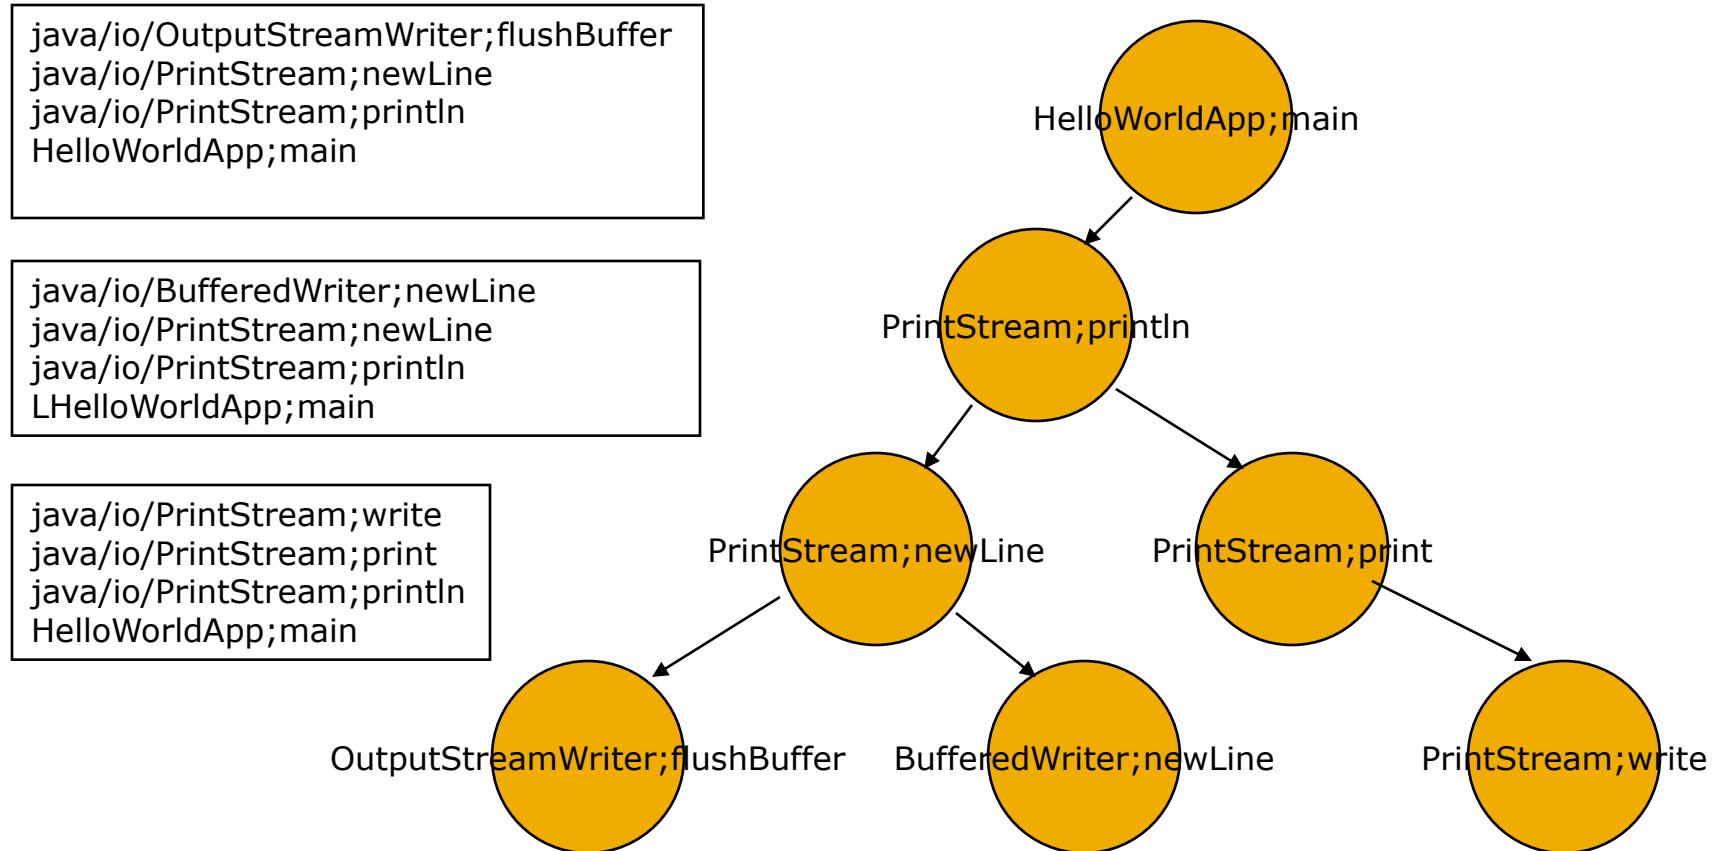 java/io/OutputStreamWriter;flushBuffer
java/io/PrintStream;newLine
java/io/PrintStream;println
HelloWorldApp;main
java/io/BufferedWriter;newLine
java/io/PrintStream;newLine
java/io/PrintStream;println
LHelloWorldApp;main
java/io/PrintStream;write
java/io/PrintStream;print
java/io/PrintStream;println
HelloWorldApp;main
HelloWorldApp;main
PrintStream;println
PrintStream;newLine
PrintStream;print
OutputStreamWriter;flushBuffer
BufferedWriter;newLine
PrintStream;write